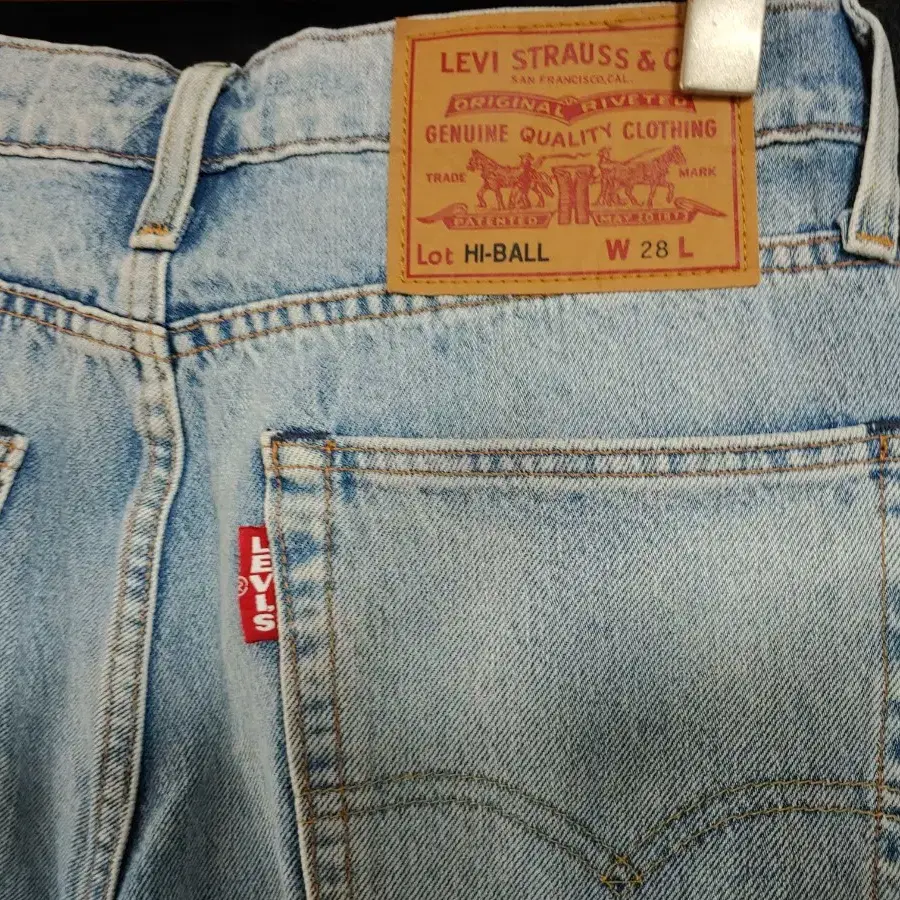 LEVI STRAUSS & C
SAN FRANCISCO, CAL.
ORIGINAL RIVETED
GENUINE QUALITY CLOTHING
TRADE MARK
PATENTED MAY 20 1873
Lot HI-BALL W 28 L
LEVI'S
®